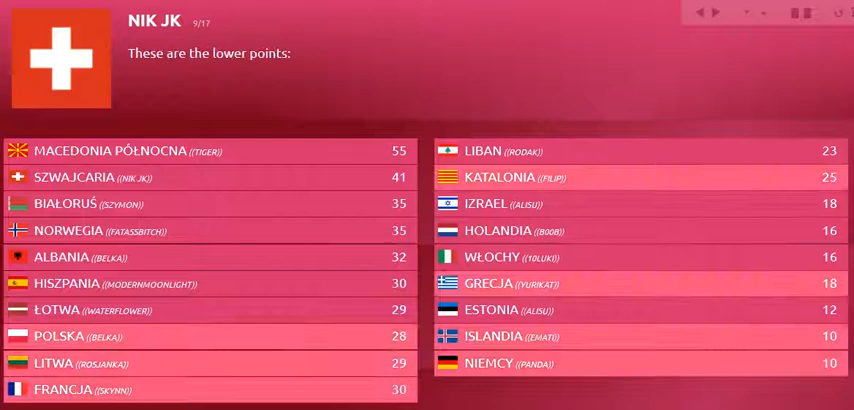 NIK JK 9/17
These are the lower points:
MACEDONIA PÓŁNOCNA ((TIGER)) 55
SZWAJCARIA ((NIK JK)) 41
BIAŁORUŚ ((SZYMON)) 35
NORWEGIA ((FATASSBITCH)) 35
ALBANIA ((BELKA)) 32
HISZPANIA ((MODERNMOONLIGHT)) 30
ŁOTWA ((WATERFLOWER)) 29
POLSKA ((BELKA)) 28
LITWA ((ROSJANKA)) 29
FRANCJA ((SKYNN)) 30
LIBAN ((RODAK)) 23
KATALONIA ((FILIP)) 25
IZRAEL ((ALISU)) 18
HOLANDIA ((B00B)) 16
WŁOCHY ((10LUKI)) 16
GRECJA ((YURIKAT)) 18
ESTONIA ((ALISU)) 12
ISLANDIA ((EMATI)) 10
NIEMCY ((PANDA)) 10